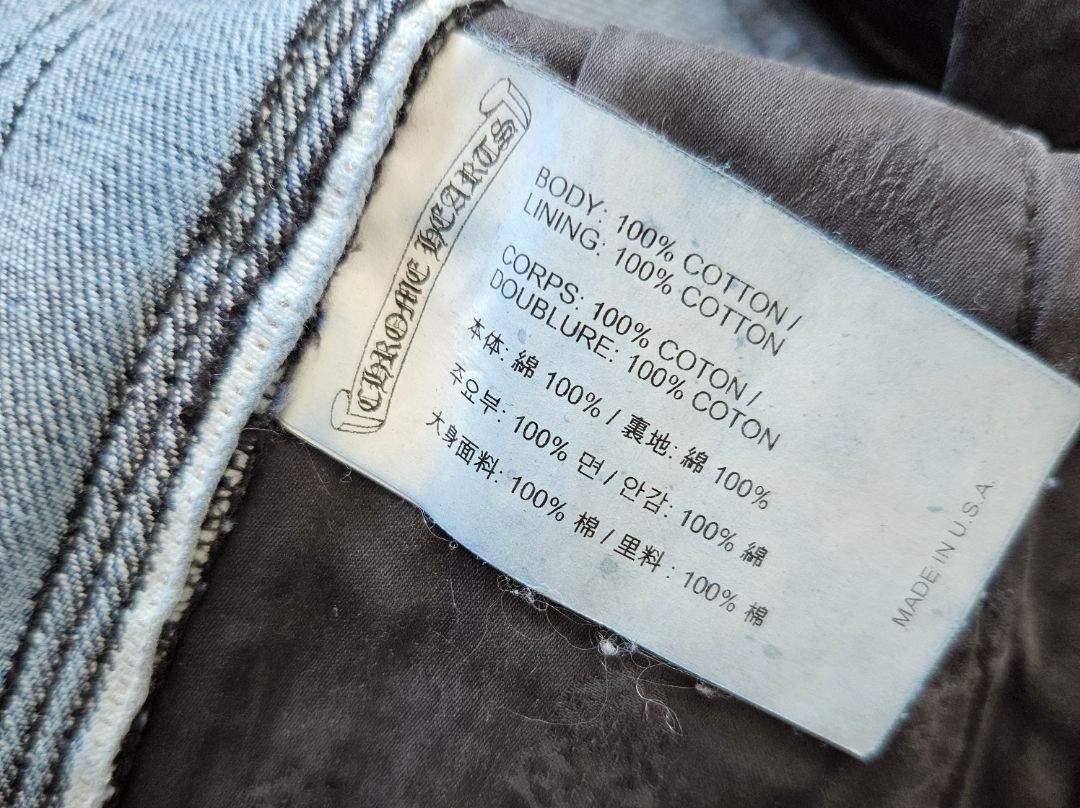 CHROME HEARTS
BODY: 100% COTTON /
LINING: 100% COTTON
CORPS: 100% COTON /
DOUBLURE: 100% COTON
本体: 綿 100% / 裏地: 綿 100%
주요부: 100% 면 / 안감: 100% 綿
大身面料: 100% 棉 / 里料: 100% 棉
MADE IN U.S.A.